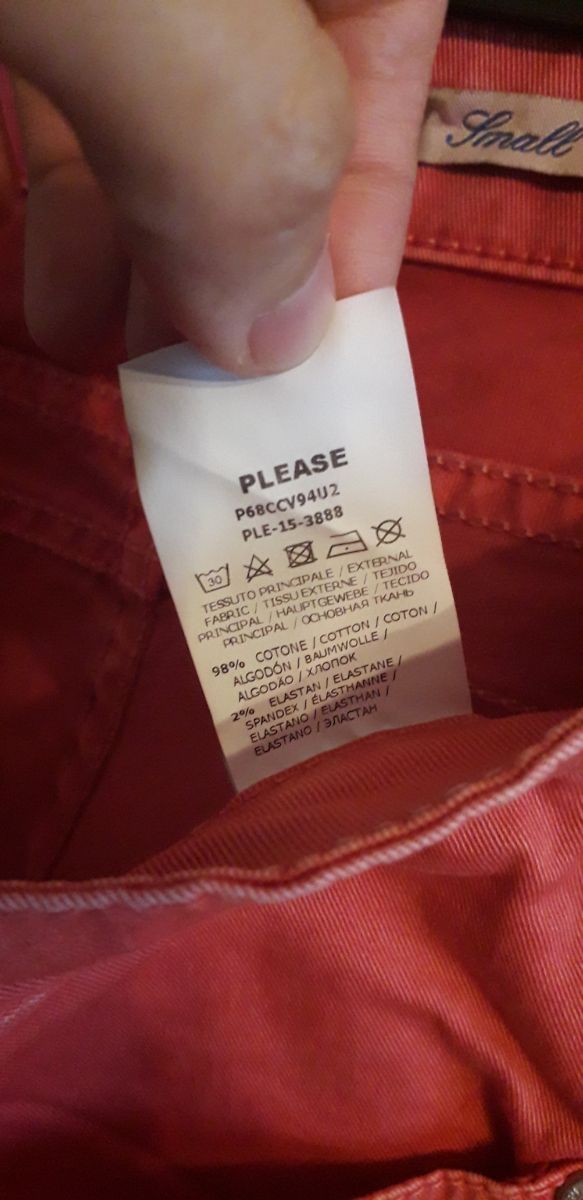 Small
PLEASE
P68CCV94U2
PLE-15-3888
30
TESSUTO PRINCIPALE / EXTERNAL
FABRIC / TISSU EXTERNE / TEJIDO
PRINCIPAL / HAUPTGEWEBE / TECIDO
PRINCIPAL / ОСНОВНАЯ ТКАНЬ
98% COTONE / COTTON / COTON /
ALGODÓN / BAUMWOLLE /
ALGODÃO / ХЛОПОК
2% ELASTAN / ELASTANE /
SPANDEX / ÉLASTHANNE /
ELASTANO / ELASTHAN /
ELASTANO / ЭЛАСТАН